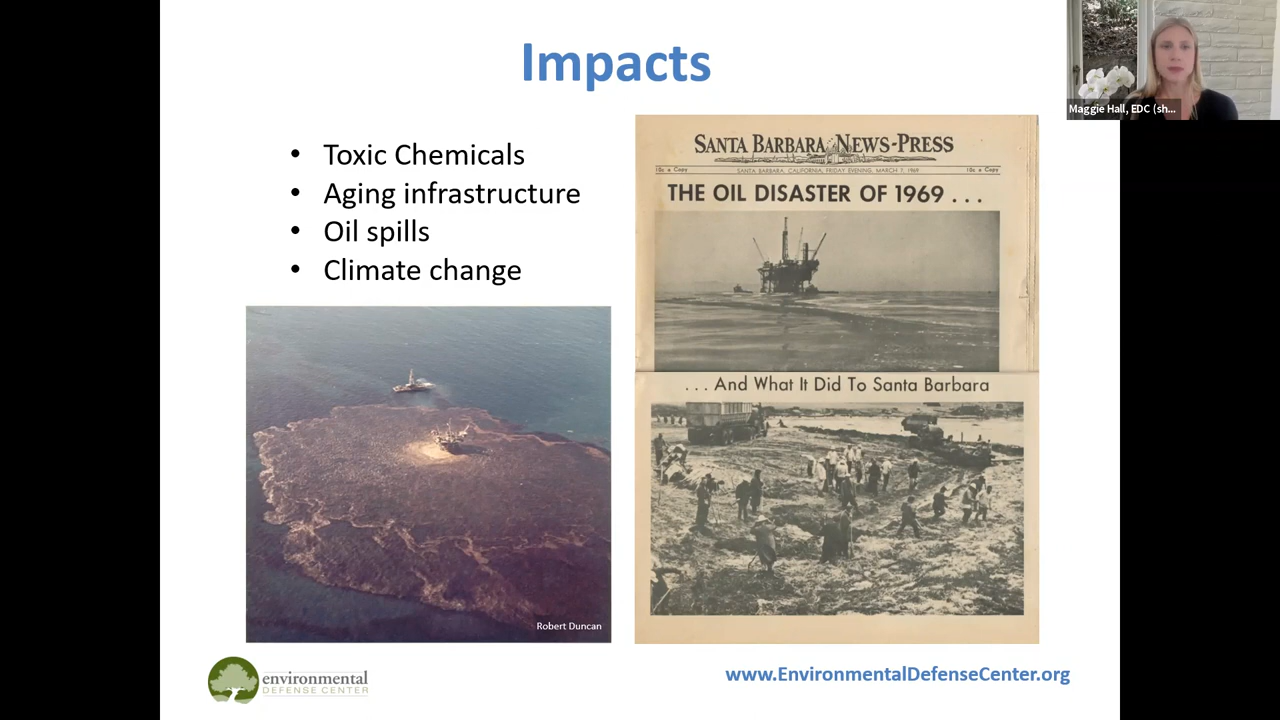 Impacts
Maggie Hall, EDC (sh...
• Toxic Chemicals
• Aging infrastructure
• Oil spills
• Climate change
SANTA BARBARA NEWS-PRESS
10c a Copy
SANTA BARBARA, CALIFORNIA, FRIDAY EVENING, MARCH 7, 1969
10c a Copy
THE OIL DISASTER OF 1969 . . .
. . . And What It Did To Santa Barbara
Robert Duncan
environmental
DEFENSE CENTER
www.EnvironmentalDefenseCenter.org